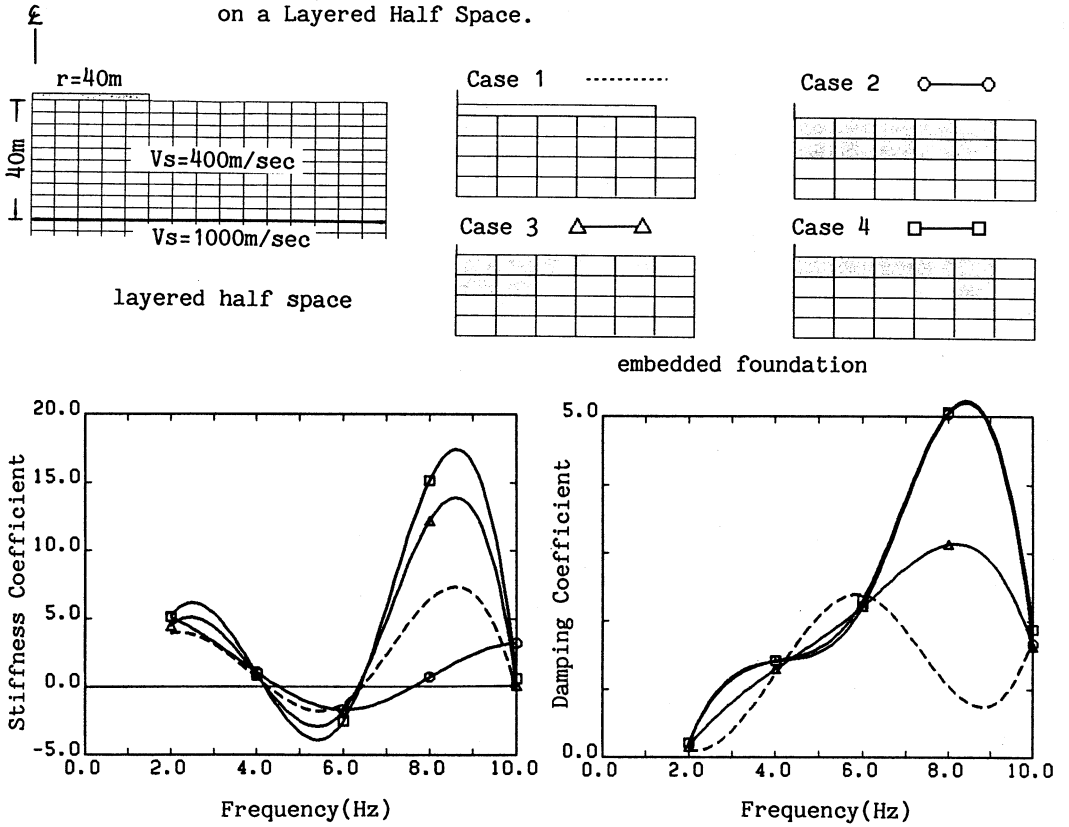 on a Layered Half Space.
℄
r=40m
40m
Vs=400m/sec
Vs=1000m/sec
layered half space
Case 1
Case 2
Case 3
Case 4
embedded foundation
Stiffness Coefficient
20.0
15.0
10.0
5.0
0.0
-5.0
0.0 2.0 4.0 6.0 8.0 10.0
Frequency(Hz)
Damping Coefficient
5.0
0.0
0.0 2.0 4.0 6.0 8.0 10.0
Frequency(Hz)